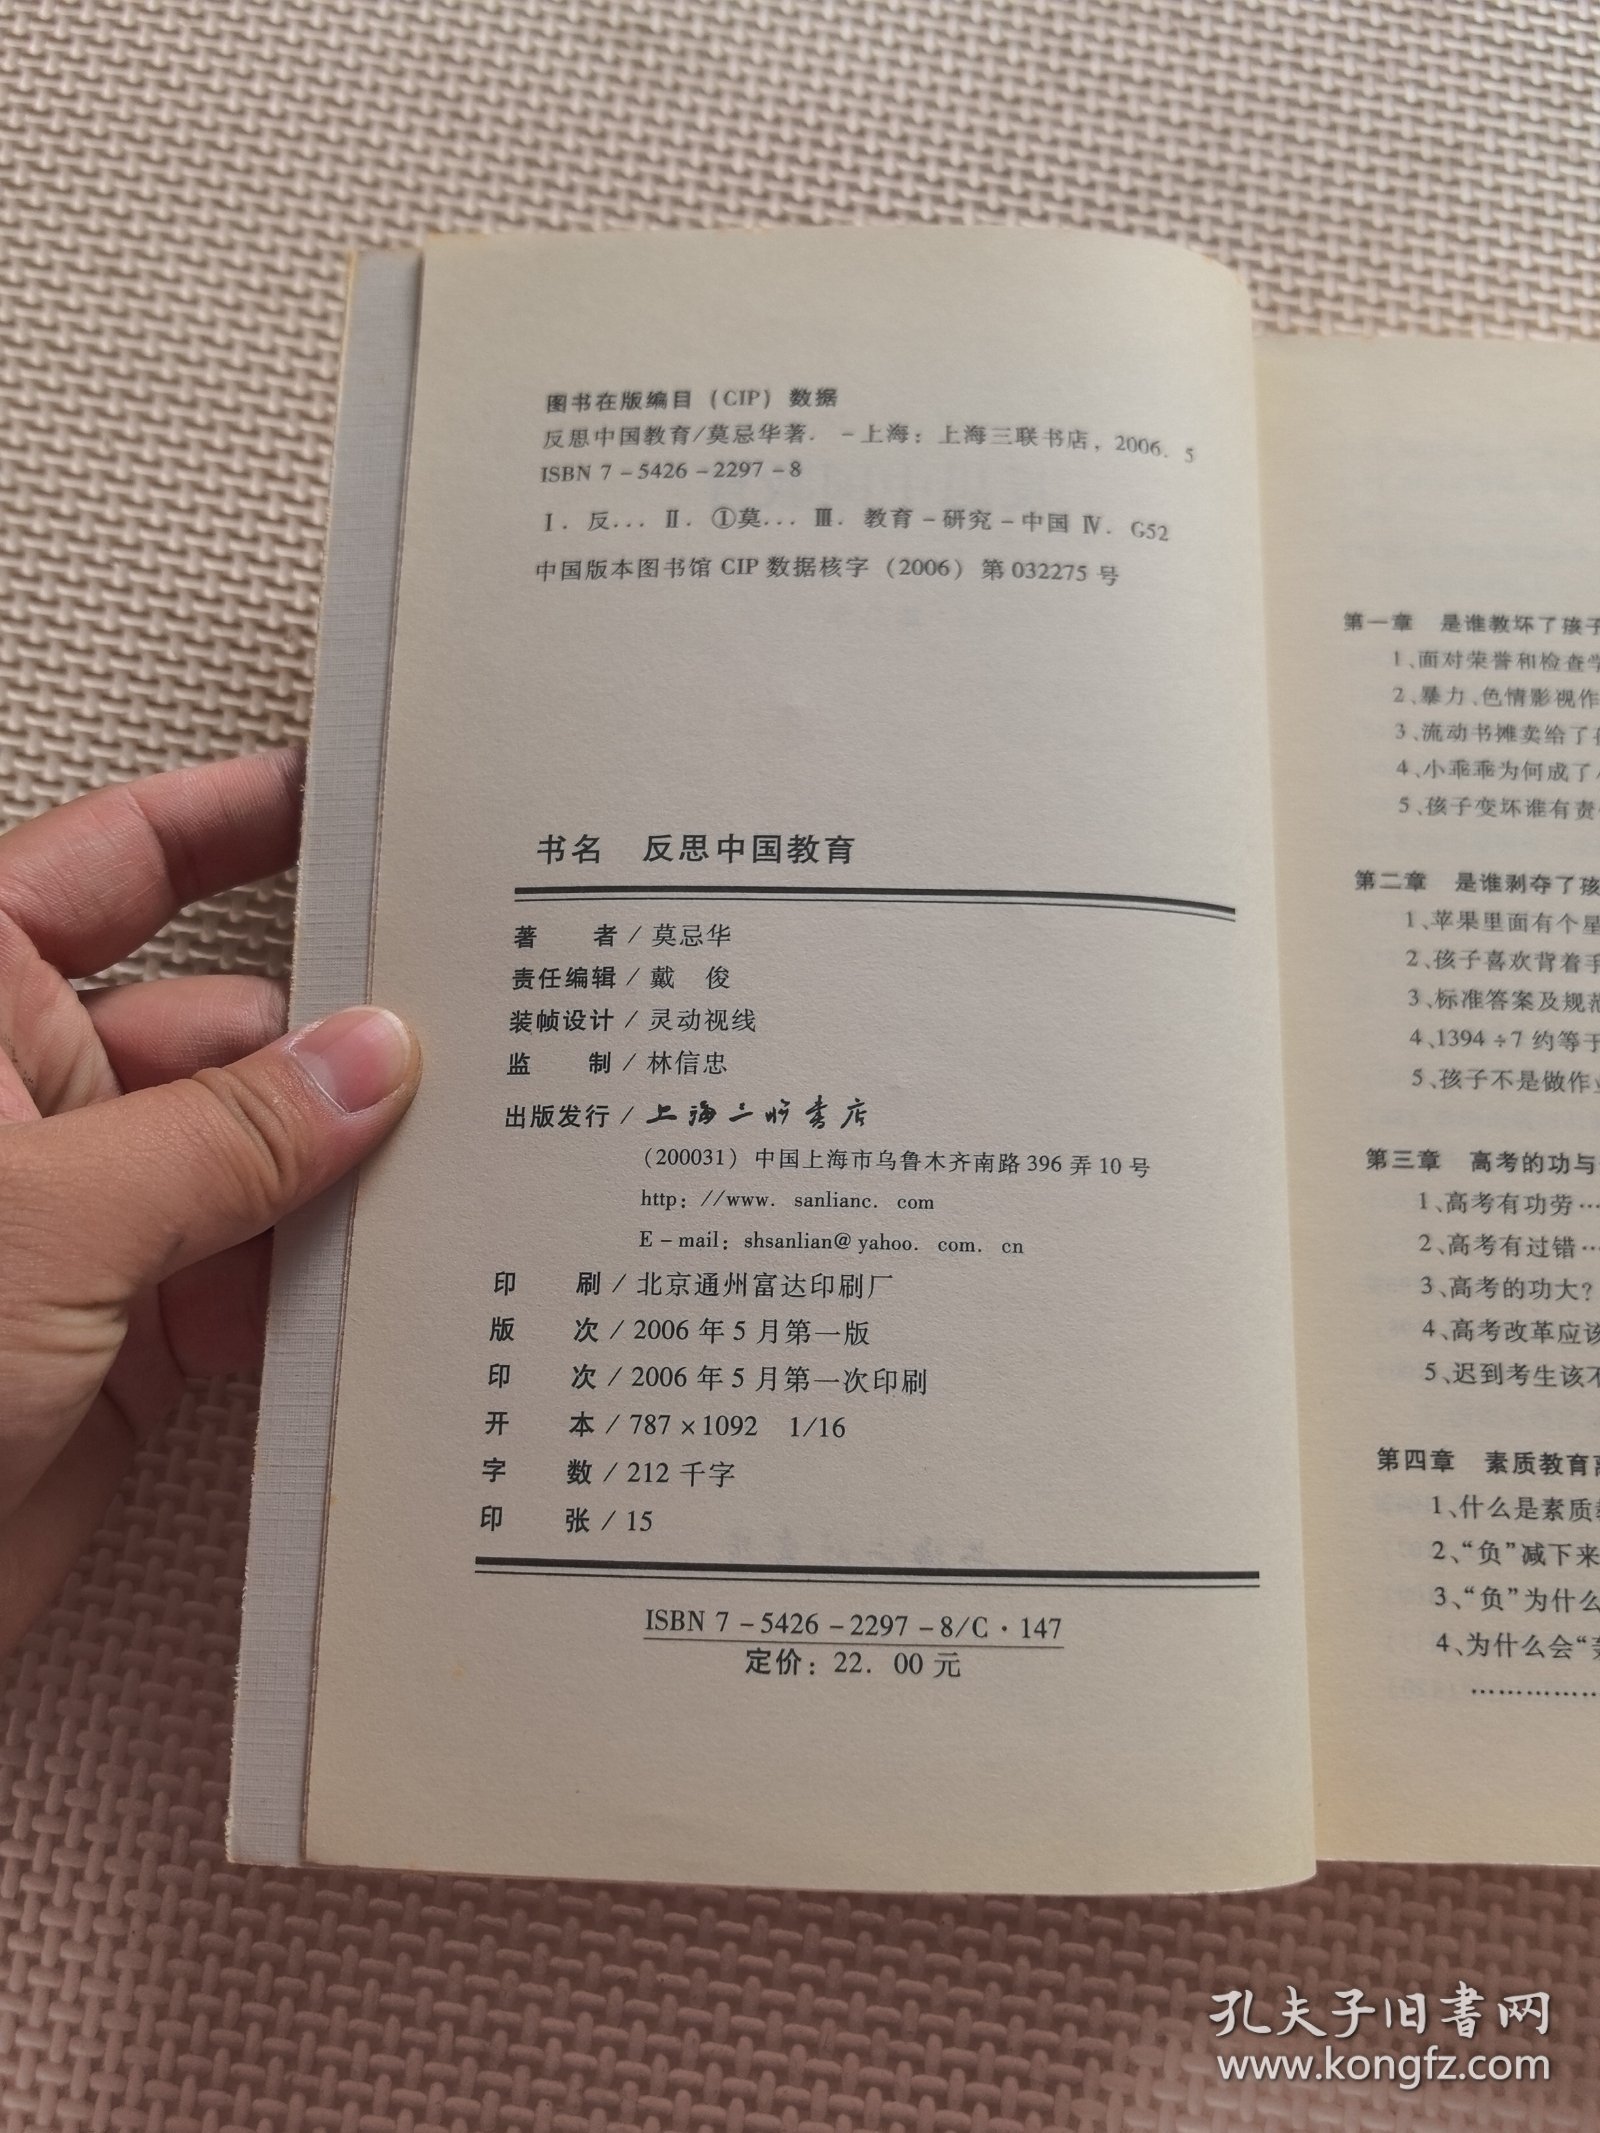 图书在版编目（CIP）数据
反思中国教育/莫忌华著．－上海：上海三联书店，2006．5
ISBN 7－5426－2297－8
Ⅰ．反… Ⅱ．①莫… Ⅲ．教育－研究－中国 Ⅳ．G52
中国版本图书馆 CIP 数据核字（2006）第 032275 号
书名 反思中国教育
著 者 / 莫忌华
责任编辑 / 戴 俊
装帧设计 / 灵动视线
监 制 / 林信忠
出版发行 / 上海三联书店
（200031）中国上海市乌鲁木齐南路 396 弄 10 号
http：//www．sanlianc．com
E－mail：shsanlian@yahoo．com．cn
印 刷 / 北京通州富达印刷厂
版 次 / 2006 年 5 月第一版
印 次 / 2006 年 5 月第一次印刷
开 本 / 787×1092 1/16
字 数 / 212 千字
印 张 / 15
ISBN 7－5426－2297－8/C·147
定价：22．00 元
第一章 是谁教坏了孩子
1、面对荣誉和检查学
2、暴力、色情影视作
3、流动书摊卖给了
4、小乖乖为何成了
5、孩子变坏谁有责
第二章 是谁剥夺了孩
1、苹果里面有个星
2、孩子喜欢背着手
3、标准答案及规范
4、1394÷7 约等于
5、孩子不是做作业
第三章 高考的功与
1、高考有功劳…
2、高考有过错…
3、高考的功大？
4、高考改革应该
5、迟到考生该不
第四章 素质教育离
1、什么是素质教
2、“负”减下来
3、“负”为什么
4、为什么会“
………………
孔夫子旧书网
www.kongfz.com